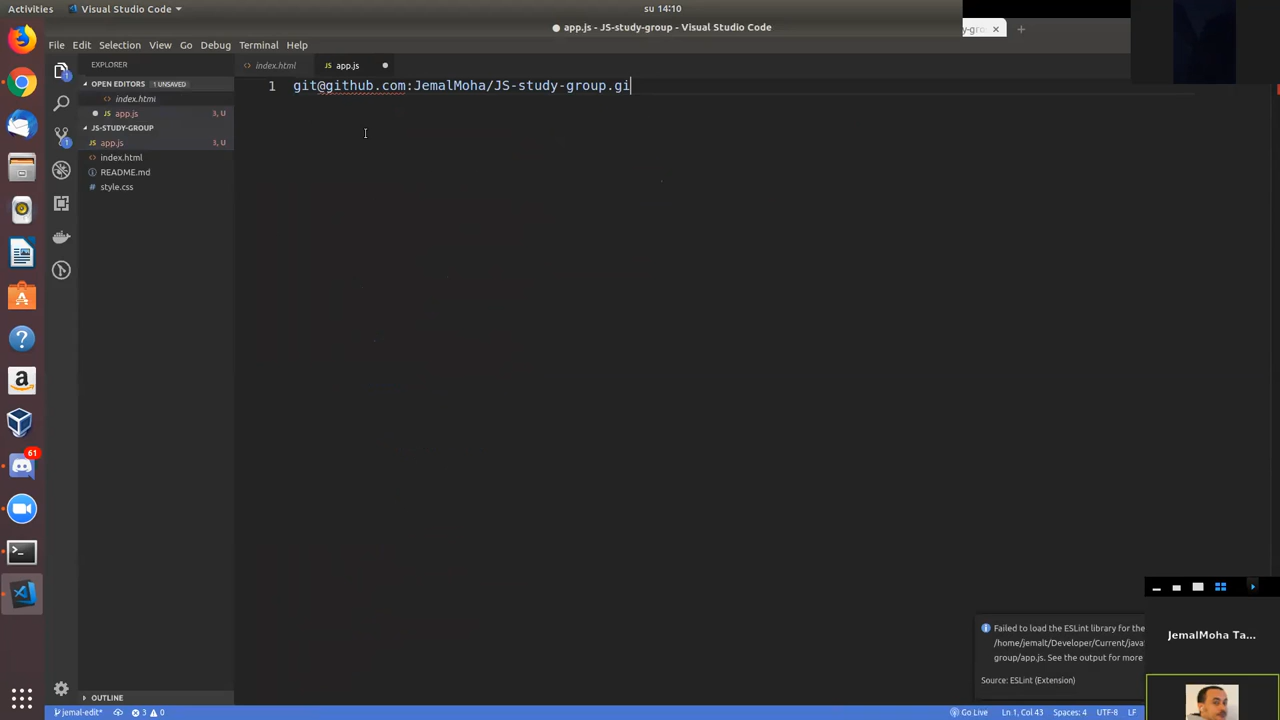 Activities
Visual Studio Code
su 14:10
app.js - JS-study-group - Visual Studio Code
File Edit Selection View Go Debug Terminal Help
EXPLORER
index.html
app.js
OPEN EDITORS 1 UNSAVED
index.html
app.js 3, U
JS-STUDY-GROUP
app.js 3, U
index.html
README.md
style.css
1 git@github.com:JemalMoha/JS-study-group.gi
61
Failed to load the ESLint library for the
/home/jemalt/Developer/Current/java
group/app.js. See the output for more
Source: ESLint (Extension)
JemalMoha Ta...
OUTLINE
jemal-edit* 3 0 Go Live Ln 1, Col 43 Spaces: 4 UTF-8 LF